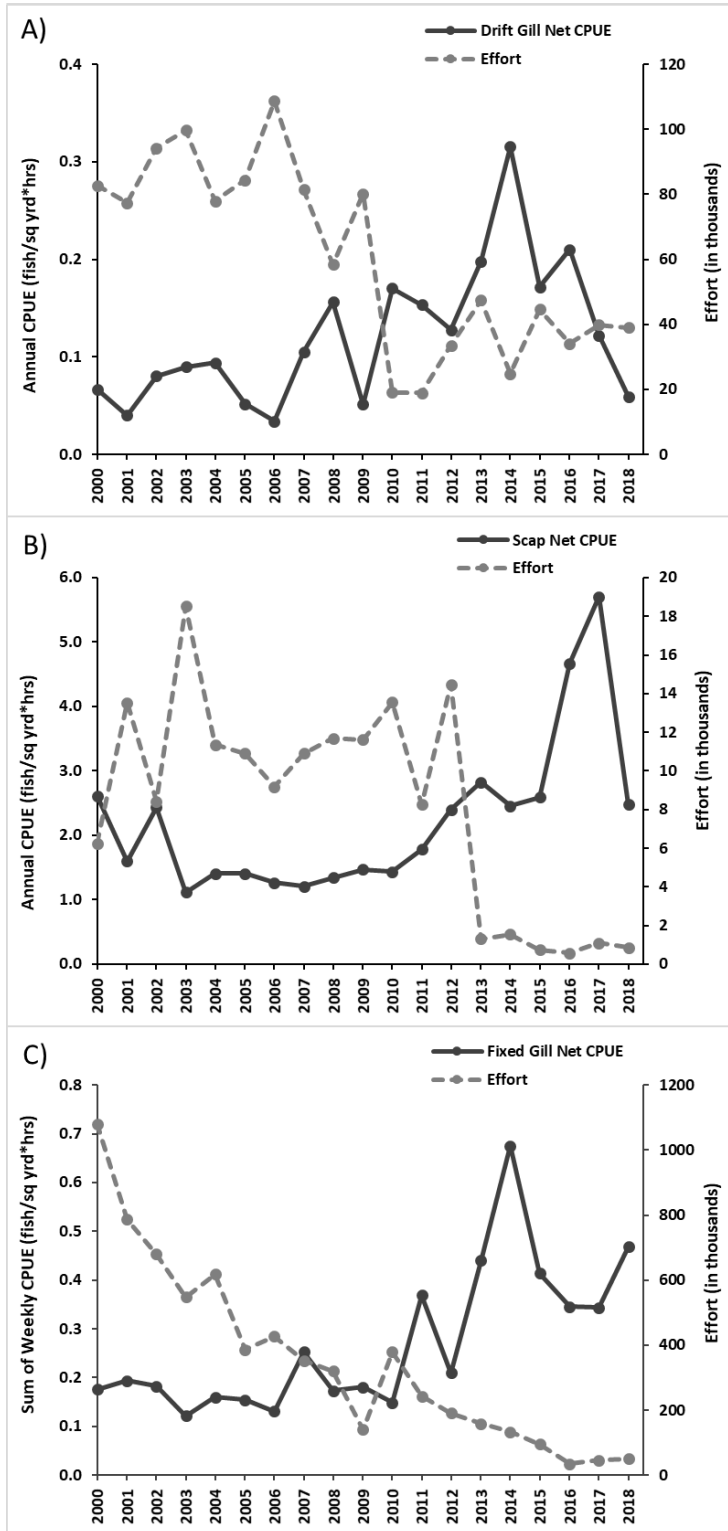 A)
Drift Gill Net CPUE
Effort
Annual CPUE (fish/sq yrd*hrs)
0.4
0.3
0.2
0.1
0.0
120
100
80
60
40
20
0
Effort (in thousands)
2000 2001 2002 2003 2004 2005 2006 2007 2008 2009 2010 2011 2012 2013 2014 2015 2016 2017 2018
B)
Scap Net CPUE
Effort
Annual CPUE (fish/sq yrd*hrs)
6.0
5.0
4.0
3.0
2.0
1.0
0.0
20
18
16
14
12
10
8
6
4
2
0
Effort (in thousands)
2000 2001 2002 2003 2004 2005 2006 2007 2008 2009 2010 2011 2012 2013 2014 2015 2016 2017 2018
C)
Fixed Gill Net CPUE
Effort
Sum of Weekly CPUE (fish/sq yrd*hrs)
0.8
0.7
0.6
0.5
0.4
0.3
0.2
0.1
0.0
1200
1000
800
600
400
200
0
Effort (in thousands)
2000 2001 2002 2003 2004 2005 2006 2007 2008 2009 2010 2011 2012 2013 2014 2015 2016 2017 2018